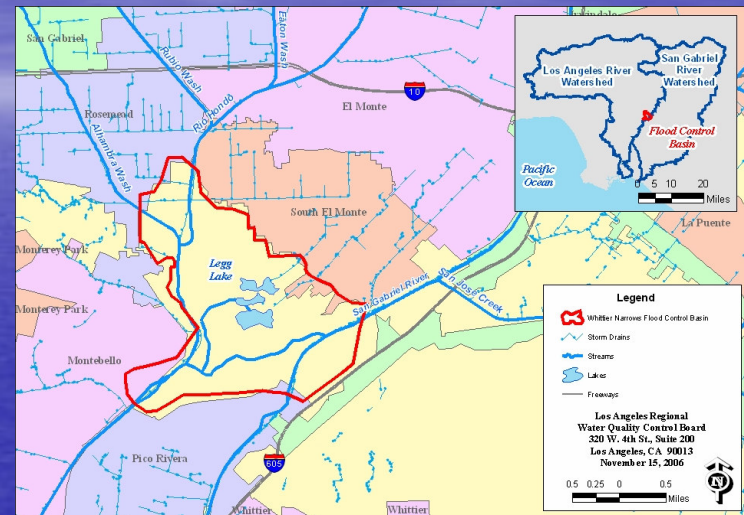 San Gabriel
Rubio Wash
Eaton Wash
Rio Hondo
10
El Monte
Rosemead
Alhambra Wash
South El Monte
Monterey Park
Legg
Lake
San Gabriel River
San Jose Creek
La Puente
Monterey Park
Montebello
Pico Rivera
605
Whittier
Whittier
Los Angeles River
Watershed
San Gabriel
River
Watershed
Flood Control
Basin
Pacific
Ocean
0 5 10 20
Miles
Legend
Whittier Narrows Flood Control Basin
Storm Drains
Streams
Lakes
Freeways
Los Angeles Regional
Water Quality Control Board
320 W. 4th St., Suite 200
Los Angeles, CA 90013
November 15, 2006
0.5 0.25 0 0.5
Miles
N